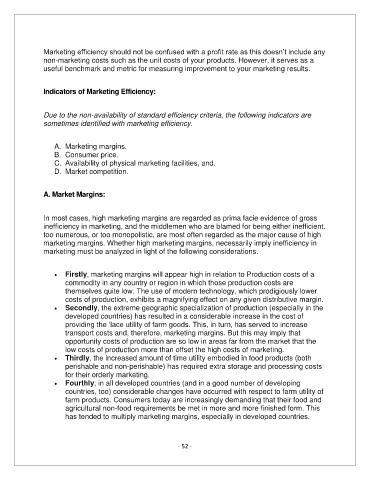 Marketing efficiency should not be confused with a profit rate as this doesn't include any
non-marketing costs such as the unit costs of your products. However, it serves as a
useful benchmark and metric for measuring improvement to your marketing results.
Indicators of Marketing Efficiency:
Due to the non-availability of standard efficiency criteria, the following indicators are
sometimes identified with marketing efficiency.
A. Marketing margins.
B. Consumer price.
C. Availability of physical marketing facilities, and.
D. Market competition.
A. Market Margins:
In most cases, high marketing margins are regarded as prima facie evidence of gross
inefficiency in marketing, and the middlemen who are blamed for being either inefficient,
too numerous, or too monopolistic, are most often regarded as the major cause of high
marketing margins. Whether high marketing margins, necessarily imply inefficiency in
marketing must be analyzed in light of the following considerations.
• Firstly, marketing margins will appear high in relation to Production costs of a
commodity in any country or region in which those production costs are
themselves quite low. The use of modern technology, which prodigiously lower
costs of production, exhibits a magnifying effect on any given distributive margin.
• Secondly, the extreme geographic specialization of production (especially in the
developed countries) has resulted in a considerable increase in the cost of
providing the 'lace utility of farm goods. This, in turn, has served to increase
transport costs and, therefore, marketing margins. But this may imply that
opportunity costs of production are so low in areas far from the market that the
low costs of production more than offset the high costs of marketing.
• Thirdly, the increased amount of time utility embodied in food products (both
perishable and non-perishable) has required extra storage and processing costs
for their orderly marketing.
• Fourthly, in all developed countries (and in a good number of developing
countries, too) considerable changes have occurred with respect to farm utility of
farm products. Consumers today are increasingly demanding that their food and
agricultural non-food requirements be met in more and more finished form. This
has tended to multiply marketing margins, especially in developed countries.
- 52 -